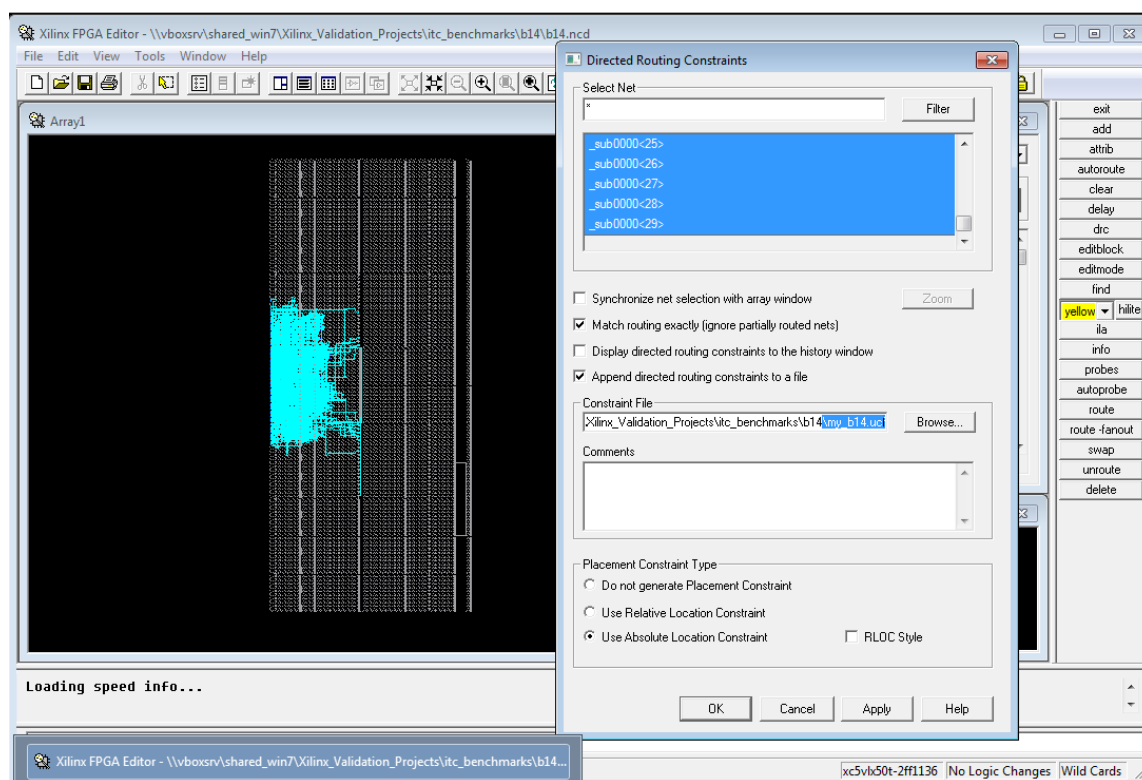 Xilinx FPGA Editor - \\vboxsrv\shared_win7\Xilinx_Validation_Projects\itc_benchmarks\b14\b14.ncd
File Edit View Tools Window Help
Array1
Directed Routing Constraints
Select Net
*
Filter
_sub0000<25>
_sub0000<26>
_sub0000<27>
_sub0000<28>
_sub0000<29>
Synchronize net selection with array window
Zoom
Match routing exactly (ignore partially routed nets)
Display directed routing constraints to the history window
Append directed routing constraints to a file
Constraint File
Xilinx_Validation_Projects\itc_benchmarks\b14\my_b14.uci
Browse...
Comments
Placement Constraint Type
Do not generate Placement Constraint
Use Relative Location Constraint
Use Absolute Location Constraint
RLOC Style
OK
Cancel
Apply
Help
exit
add
attrib
autoroute
clear
delay
drc
editblock
editmode
find
yellow
hilite
ila
info
probes
autoprobe
route
route -fanout
swap
unroute
delete
Loading speed info...
Xilinx FPGA Editor - \\vboxsrv\shared_win7\Xilinx_Validation_Projects\itc_benchmarks\b14...
xc5vlx50t-2ff1136
No Logic Changes
Wild Cards